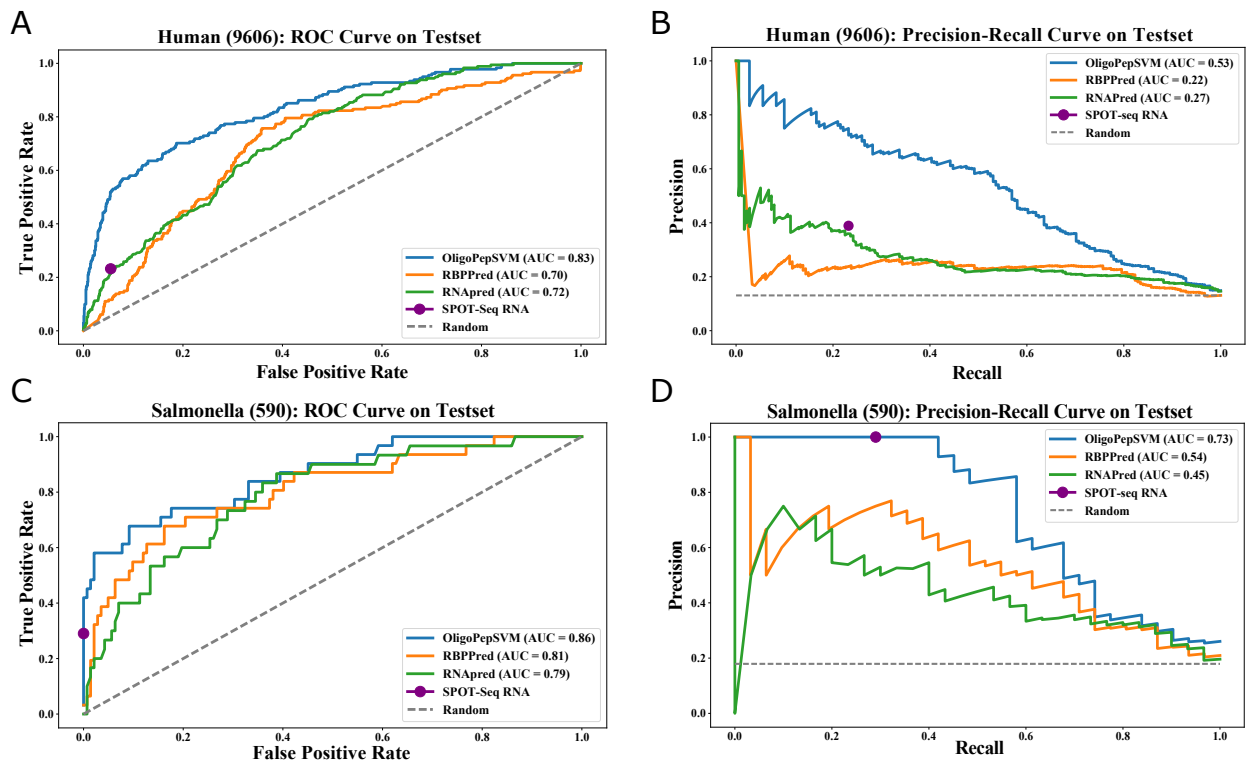 A
Human (9606): ROC Curve on Testset
True Positive Rate
1.0
0.8
0.6
0.4
0.2
0.0
0.0 0.2 0.4 0.6 0.8 1.0
False Positive Rate
OligoPepSVM (AUC = 0.83)
RBPPred (AUC = 0.70)
RNApred (AUC = 0.72)
SPOT-Seq RNA
Random
B
Human (9606): Precision-Recall Curve on Testset
Precision
1.0
0.8
0.6
0.4
0.2
0.0
0.0 0.2 0.4 0.6 0.8 1.0
Recall
OligoPepSVM (AUC = 0.53)
RBPPred (AUC = 0.22)
RNAPred (AUC = 0.27)
SPOT-seq RNA
Random
C
Salmonella (590): ROC Curve on Testset
True Positive Rate
1.0
0.8
0.6
0.4
0.2
0.0
0.0 0.2 0.4 0.6 0.8 1.0
False Positive Rate
OligoPepSVM (AUC = 0.86)
RBPPred (AUC = 0.81)
RNApred (AUC = 0.79)
SPOT-Seq RNA
Random
D
Salmonella (590): Precision-Recall Curve on Testset
Precision
1.0
0.8
0.6
0.4
0.2
0.0
0.0 0.2 0.4 0.6 0.8 1.0
Recall
OligoPepSVM (AUC = 0.73)
RBPPred (AUC = 0.54)
RNAPred (AUC = 0.45)
SPOT-seq RNA
Random